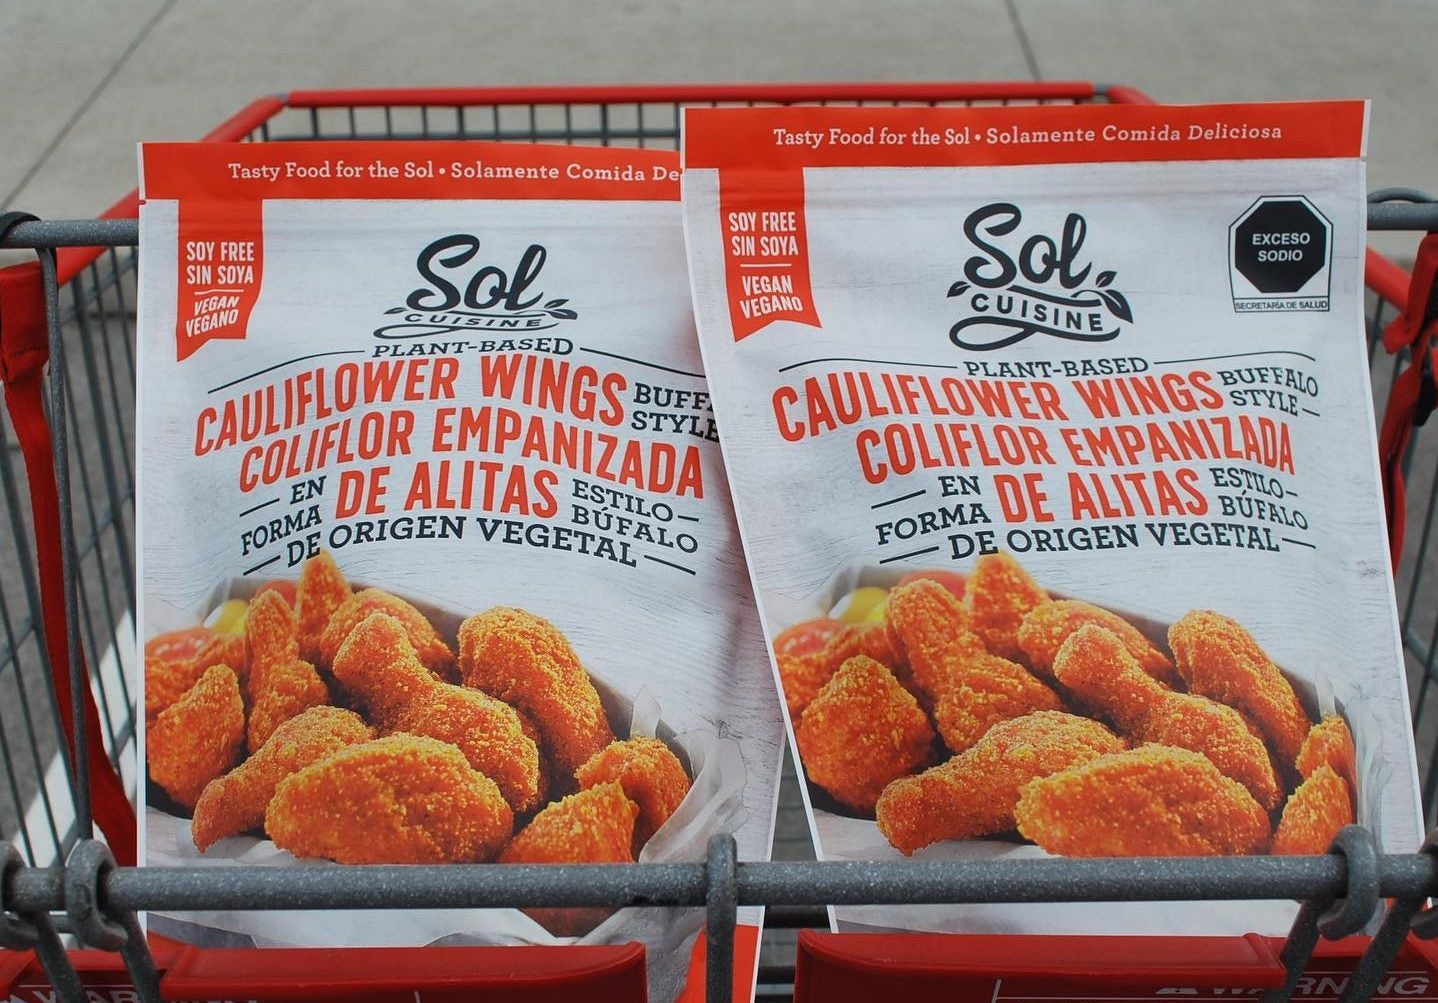 Tasty Food for the Sol • Solamente Comida De
SOY FREE
SIN SOYA
VEGAN
VEGANO
Sol
CUISINE
PLANT-BASED
CAULIFLOWER WINGS BUFF
STYLE
COLIFLOR EMPANIZADA
EN
FORMA DE ALITAS ESTILO
BÚFALO
DE ORIGEN VEGETAL
Tasty Food for the Sol • Solamente Comida Deliciosa
SOY FREE
SIN SOYA
VEGAN
VEGANO
Sol
CUISINE
EXCESO
SODIO
SECRETARÍA DE SALUD
PLANT-BASED
CAULIFLOWER WINGS BUFFALO
STYLE
COLIFLOR EMPANIZADA
EN
FORMA DE ALITAS ESTILO
BÚFALO
DE ORIGEN VEGETAL
WARNING